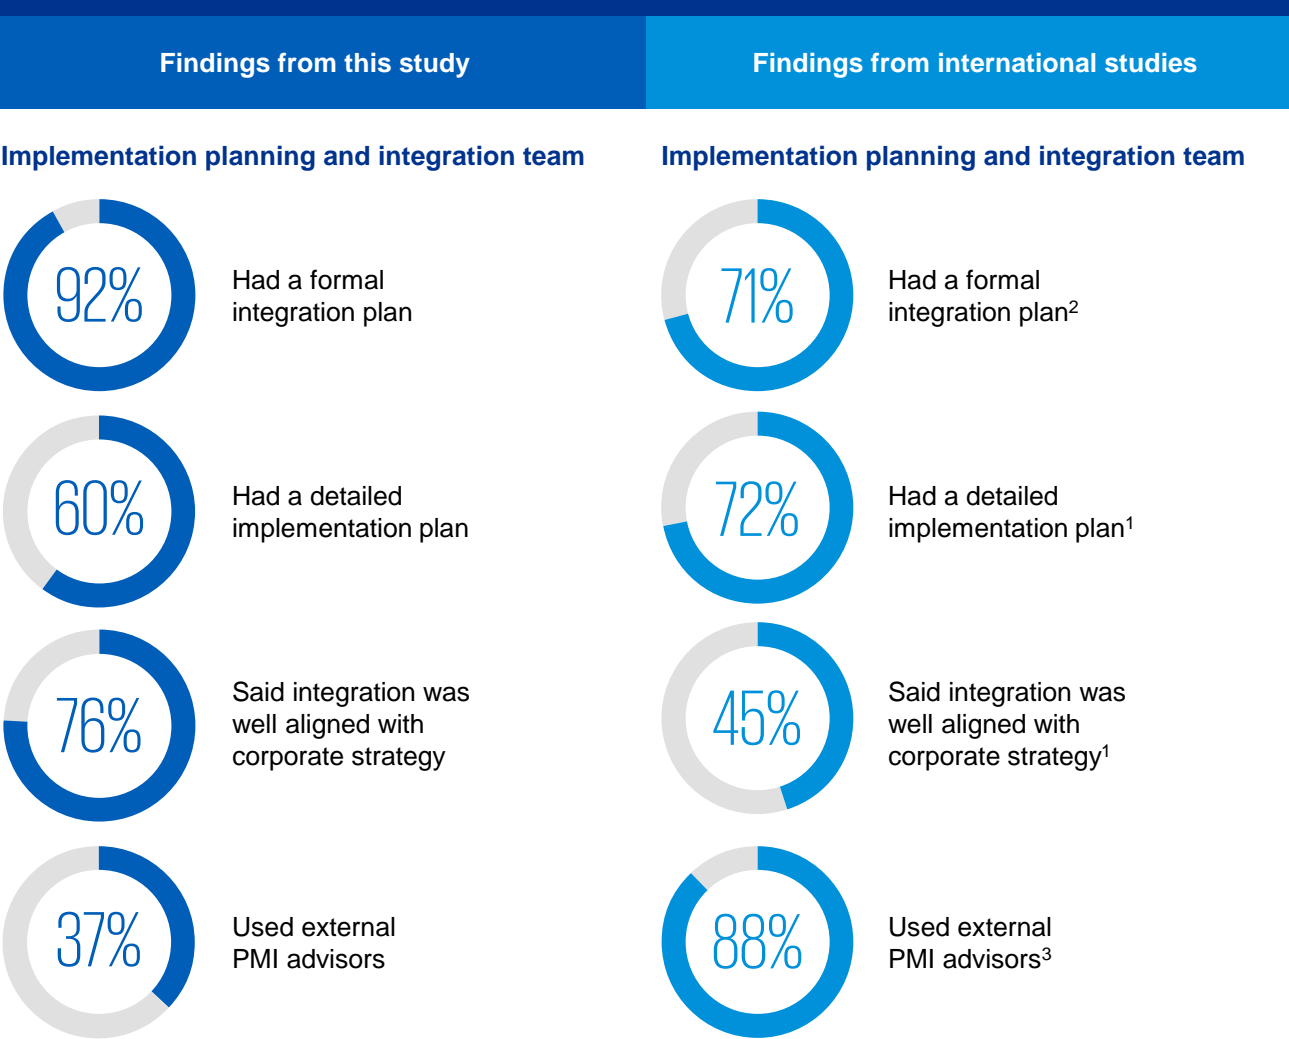 Findings from this study
Findings from international studies
Implementation planning and integration team
Implementation planning and integration team
92%
Had a formal
integration plan
71%
Had a formal
integration plan²
60%
Had a detailed
implementation plan
72%
Had a detailed
implementation plan¹
76%
Said integration was
well aligned with
corporate strategy
45%
Said integration was
well aligned with
corporate strategy¹
37%
Used external
PMI advisors
88%
Used external
PMI advisors³